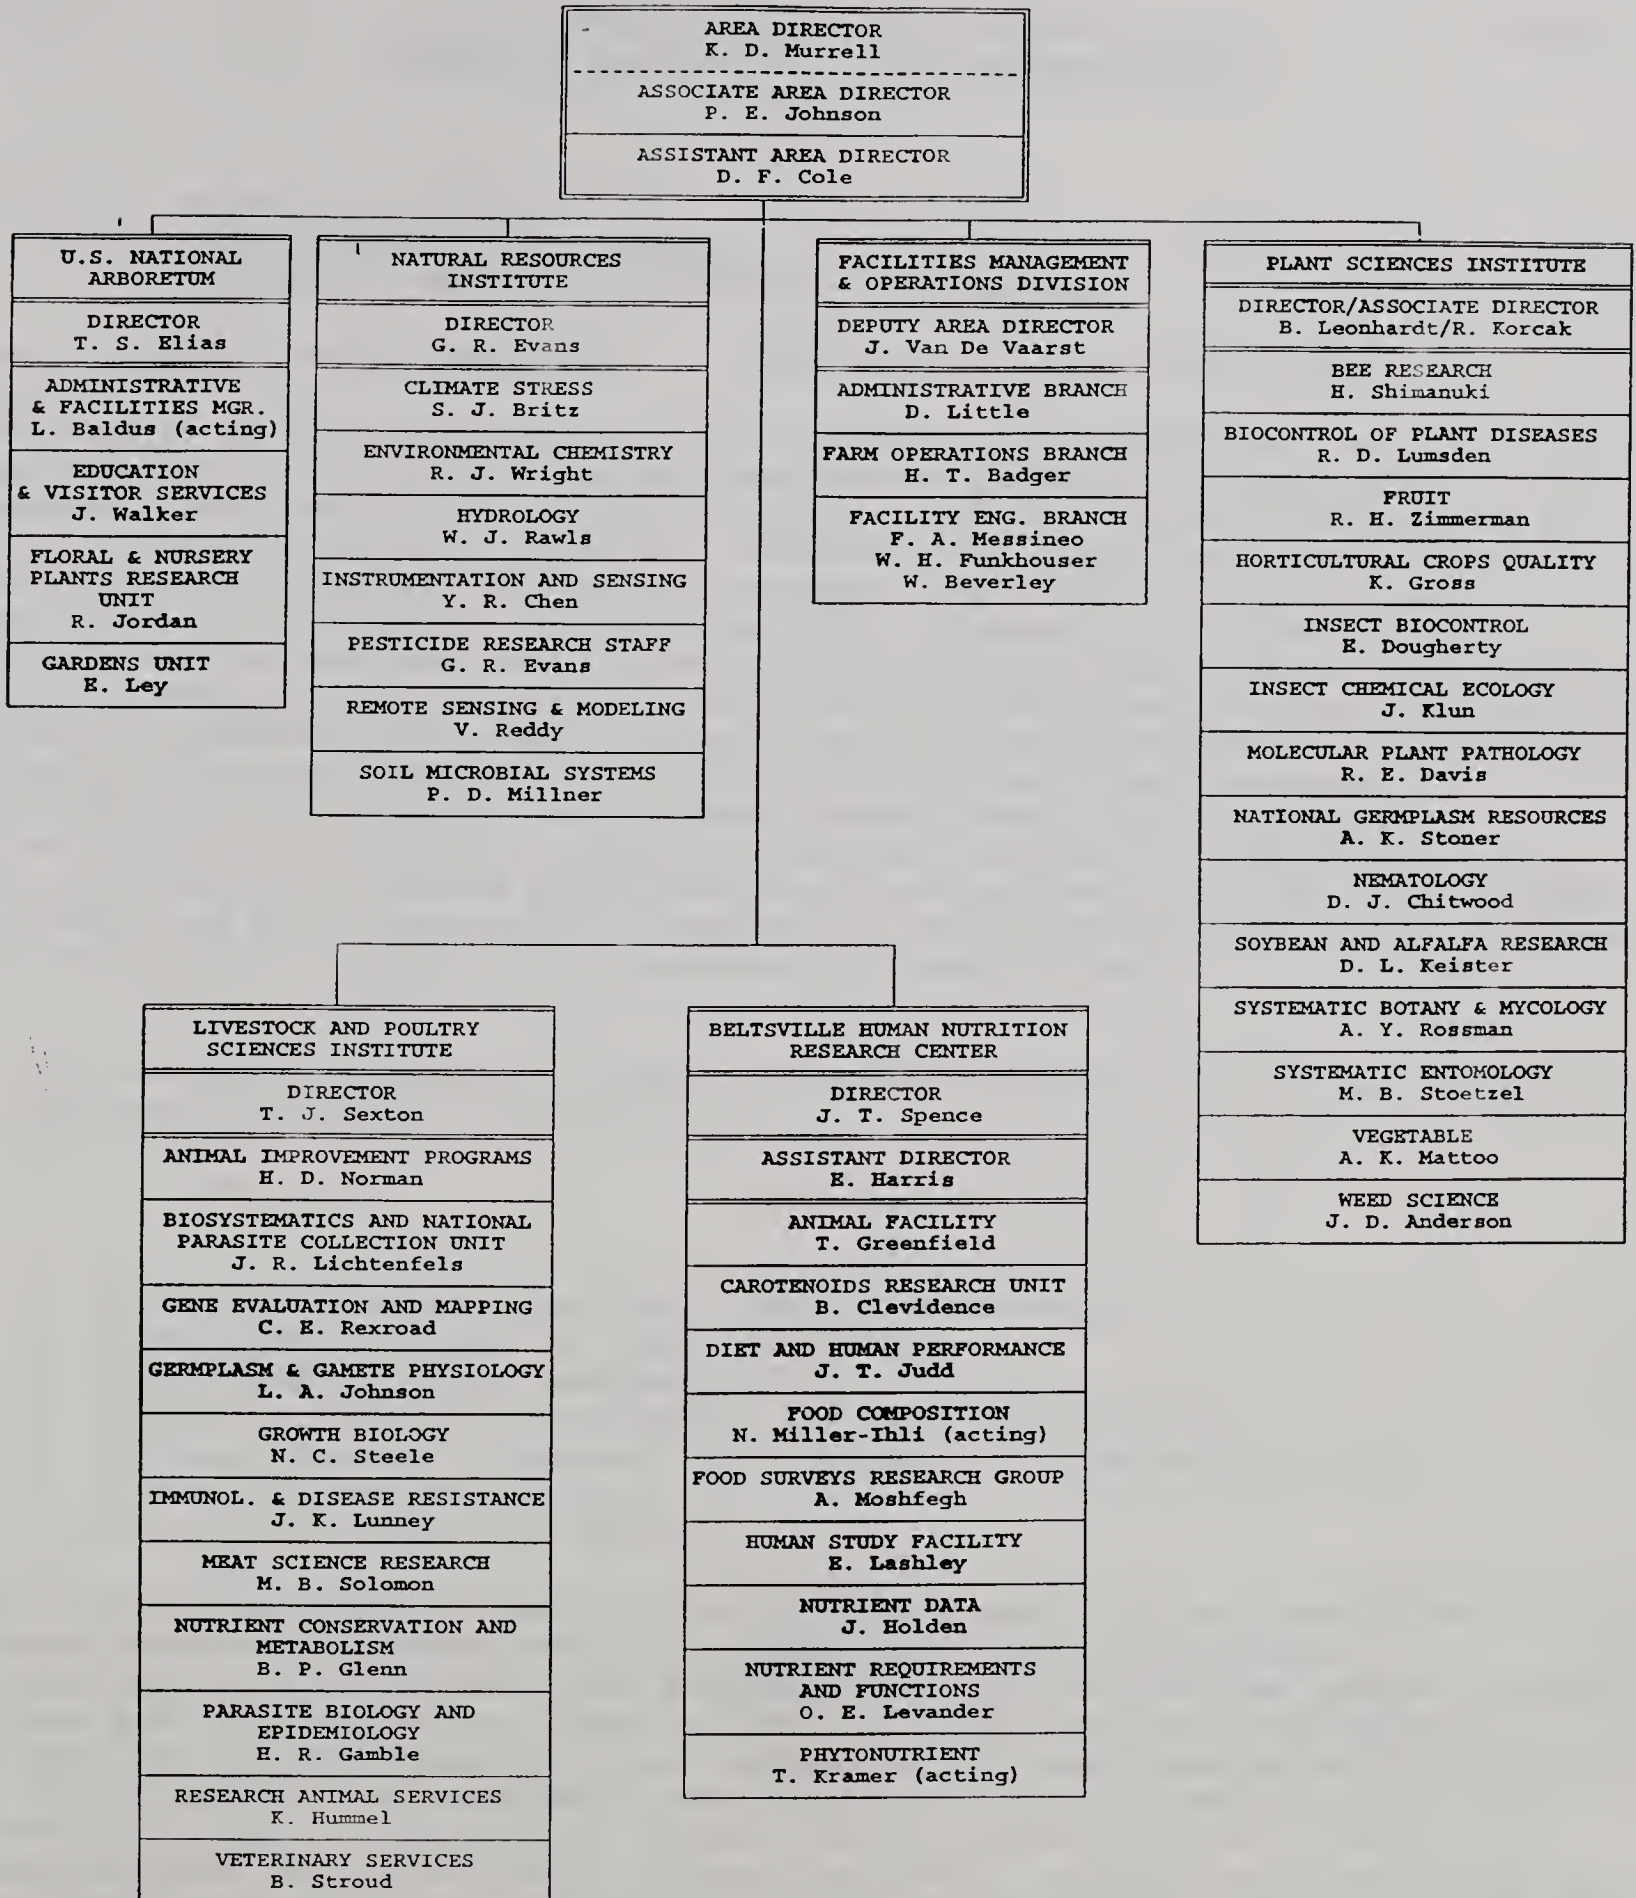 AREA DIRECTOR
K. D. Murrell
ASSOCIATE AREA DIRECTOR
P. E. Johnson
ASSISTANT AREA DIRECTOR
D. F. Cole
U.S. NATIONAL
ARBORETUM
DIRECTOR
T. S. Elias
ADMINISTRATIVE
& FACILITIES MGR.
L. Baldus (acting)
EDUCATION
& VISITOR SERVICES
J. Walker
FLORAL & NURSERY
PLANTS RESEARCH
UNIT
R. Jordan
GARDENS UNIT
E. Ley
NATURAL RESOURCES
INSTITUTE
DIRECTOR
G. R. Evans
CLIMATE STRESS
S. J. Britz
ENVIRONMENTAL CHEMISTRY
R. J. Wright
HYDROLOGY
W. J. Rawls
INSTRUMENTATION AND SENSING
Y. R. Chen
PESTICIDE RESEARCH STAFF
G. R. Evans
REMOTE SENSING & MODELING
V. Reddy
SOIL MICROBIAL SYSTEMS
P. D. Millner
FACILITIES MANAGEMENT
& OPERATIONS DIVISION
DEPUTY AREA DIRECTOR
J. Van De Vaarst
ADMINISTRATIVE BRANCH
D. Little
FARM OPERATIONS BRANCH
H. T. Badger
FACILITY ENG. BRANCH
F. A. Messineo
W. H. Funkhouser
W. Beverley
PLANT SCIENCES INSTITUTE
DIRECTOR/ASSOCIATE DIRECTOR
B. Leonhardt/R. Korcak
BEE RESEARCH
H. Shimanuki
BIOCONTROL OF PLANT DISEASES
R. D. Lumsden
FRUIT
R. H. Zimmerman
HORTICULTURAL CROPS QUALITY
K. Gross
INSECT BIOCONTROL
E. Dougherty
INSECT CHEMICAL ECOLOGY
J. Klun
MOLECULAR PLANT PATHOLOGY
R. E. Davis
NATIONAL GERMPLASM RESOURCES
A. K. Stoner
NEMATOLOGY
D. J. Chitwood
SOYBEAN AND ALFALFA RESEARCH
D. L. Keister
SYSTEMATIC BOTANY & MYCOLOGY
A. Y. Rossman
SYSTEMATIC ENTOMOLOGY
M. B. Stoetzel
VEGETABLE
A. K. Mattoo
WEED SCIENCE
J. D. Anderson
LIVESTOCK AND POULTRY
SCIENCES INSTITUTE
DIRECTOR
T. J. Sexton
ANIMAL IMPROVEMENT PROGRAMS
H. D. Norman
BIOSYSTEMATICS AND NATIONAL
PARASITE COLLECTION UNIT
J. R. Lichtenfels
GENE EVALUATION AND MAPPING
C. E. Rexroad
GERMPLASM & GAMETE PHYSIOLOGY
L. A. Johnson
GROWTH BIOLOGY
N. C. Steele
IMMUNOL. & DISEASE RESISTANCE
J. K. Lunney
MEAT SCIENCE RESEARCH
M. B. Solomon
NUTRIENT CONSERVATION AND
METABOLISM
B. P. Glenn
PARASITE BIOLOGY AND
EPIDEMIOLOGY
H. R. Gamble
RESEARCH ANIMAL SERVICES
K. Hummel
VETERINARY SERVICES
B. Stroud
BELTSVILLE HUMAN NUTRITION
RESEARCH CENTER
DIRECTOR
J. T. Spence
ASSISTANT DIRECTOR
E. Harris
ANIMAL FACILITY
T. Greenfield
CAROTENOIDS RESEARCH UNIT
B. Clevidence
DIET AND HUMAN PERFORMANCE
J. T. Judd
FOOD COMPOSITION
N. Miller-Ihli (acting)
FOOD SURVEYS RESEARCH GROUP
A. Moshfegh
HUMAN STUDY FACILITY
E. Lashley
NUTRIENT DATA
J. Holden
NUTRIENT REQUIREMENTS
AND FUNCTIONS
O. E. Levander
PHYTONUTRIENT
T. Kramer (acting)